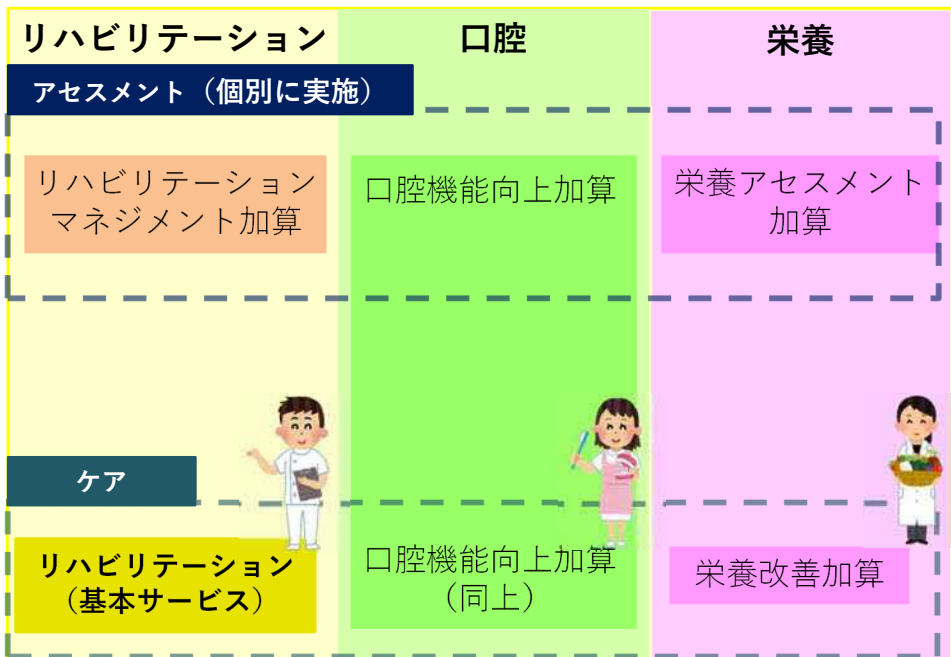 リハビリテーション
口腔
栄養
アセスメント（個別に実施）
リハビリテーション
マネジメント加算
口腔機能向上加算
栄養アセスメント
加算
ケア
リハビリテーション
（基本サービス）
口腔機能向上加算
（同上）
栄養改善加算